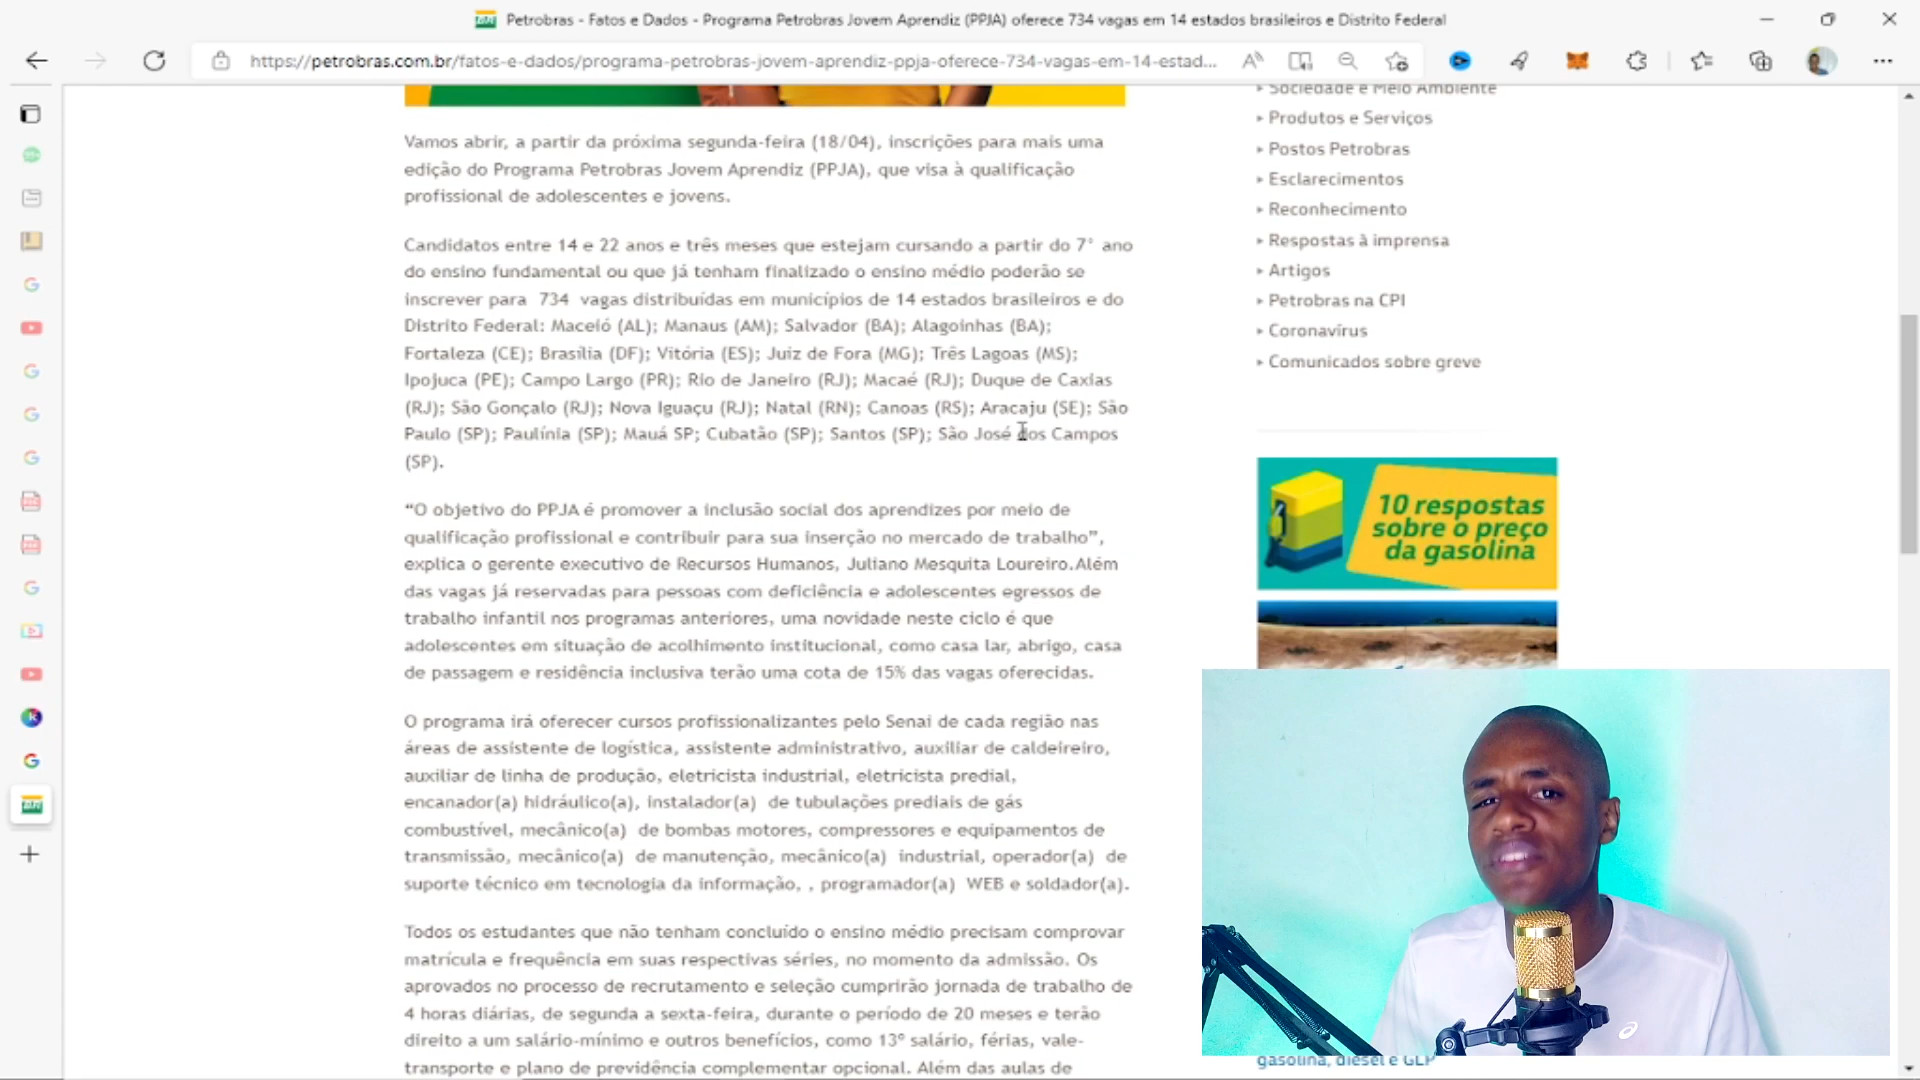 Petrobras - Fatos e Dados - Programa Petrobras Jovem Aprendiz (PPJA) oferece 734 vagas em 14 estados brasileiros e Distrito Federal
https://petrobras.com.br/fatos-e-dados/programa-petrobras-jovem-aprendiz-ppja-oferece-734-vagas-em-14-estad...
Vamos abrir, a partir da próxima segunda-feira (18/04), inscrições para mais uma
edição do Programa Petrobras Jovem Aprendiz (PPJA), que visa à qualificação
profissional de adolescentes e jovens.
Candidatos entre 14 e 22 anos e três meses que estejam cursando a partir do 7° ano
do ensino fundamental ou que já tenham finalizado o ensino médio poderão se
inscrever para 734 vagas distribuídas em municípios de 14 estados brasileiros e do
Distrito Federal: Maceió (AL); Manaus (AM); Salvador (BA); Alagoinhas (BA);
Fortaleza (CE); Brasília (DF); Vitória (ES); Juiz de Fora (MG); Três Lagoas (MS);
Ipojuca (PE); Campo Largo (PR); Rio de Janeiro (RJ); Macaé (RJ); Duque de Caxias
(RJ); São Gonçalo (RJ); Nova Iguaçu (RJ); Natal (RN); Canoas (RS); Aracaju (SE); São
Paulo (SP); Paulínia (SP); Mauá SP; Cubatão (SP); Santos (SP); São José dos Campos
(SP).
“O objetivo do PPJA é promover a inclusão social dos aprendizes por meio de
qualificação profissional e contribuir para sua inserção no mercado de trabalho”,
explica o gerente executivo de Recursos Humanos, Juliano Mesquita Loureiro.Além
das vagas já reservadas para pessoas com deficiência e adolescentes egressos de
trabalho infantil nos programas anteriores, uma novidade neste ciclo é que
adolescentes em situação de acolhimento institucional, como casa lar, abrigo, casa
de passagem e residência inclusiva terão uma cota de 15% das vagas oferecidas.
O programa irá oferecer cursos profissionalizantes pelo Senai de cada região nas
áreas de assistente de logística, assistente administrativo, auxiliar de caldeireiro,
auxiliar de linha de produção, eletricista industrial, eletricista predial,
encanador(a) hidráulico(a), instalador(a) de tubulações prediais de gás
combustível, mecânico(a) de bombas motores, compressores e equipamentos de
transmissão, mecânico(a) de manutenção, mecânico(a) industrial, operador(a) de
suporte técnico em tecnologia da informação, , programador(a) WEB e soldador(a).
Todos os estudantes que não tenham concluído o ensino médio precisam comprovar
matrícula e frequência em suas respectivas séries, no momento da admissão. Os
aprovados no processo de recrutamento e seleção cumprirão jornada de trabalho de
4 horas diárias, de segunda a sexta-feira, durante o período de 20 meses e terão
direito a um salário-mínimo e outros benefícios, como 13º salário, férias, vale-
transporte e plano de previdência complementar opcional. Além das aulas de
Sociedade e Meio Ambiente
Produtos e Serviços
Postos Petrobras
Esclarecimentos
Reconhecimento
Respostas à imprensa
Artigos
Petrobras na CPI
Coronavírus
Comunicados sobre greve
10 respostas
sobre o preço
da gasolina
gasolina, diesel e GLP